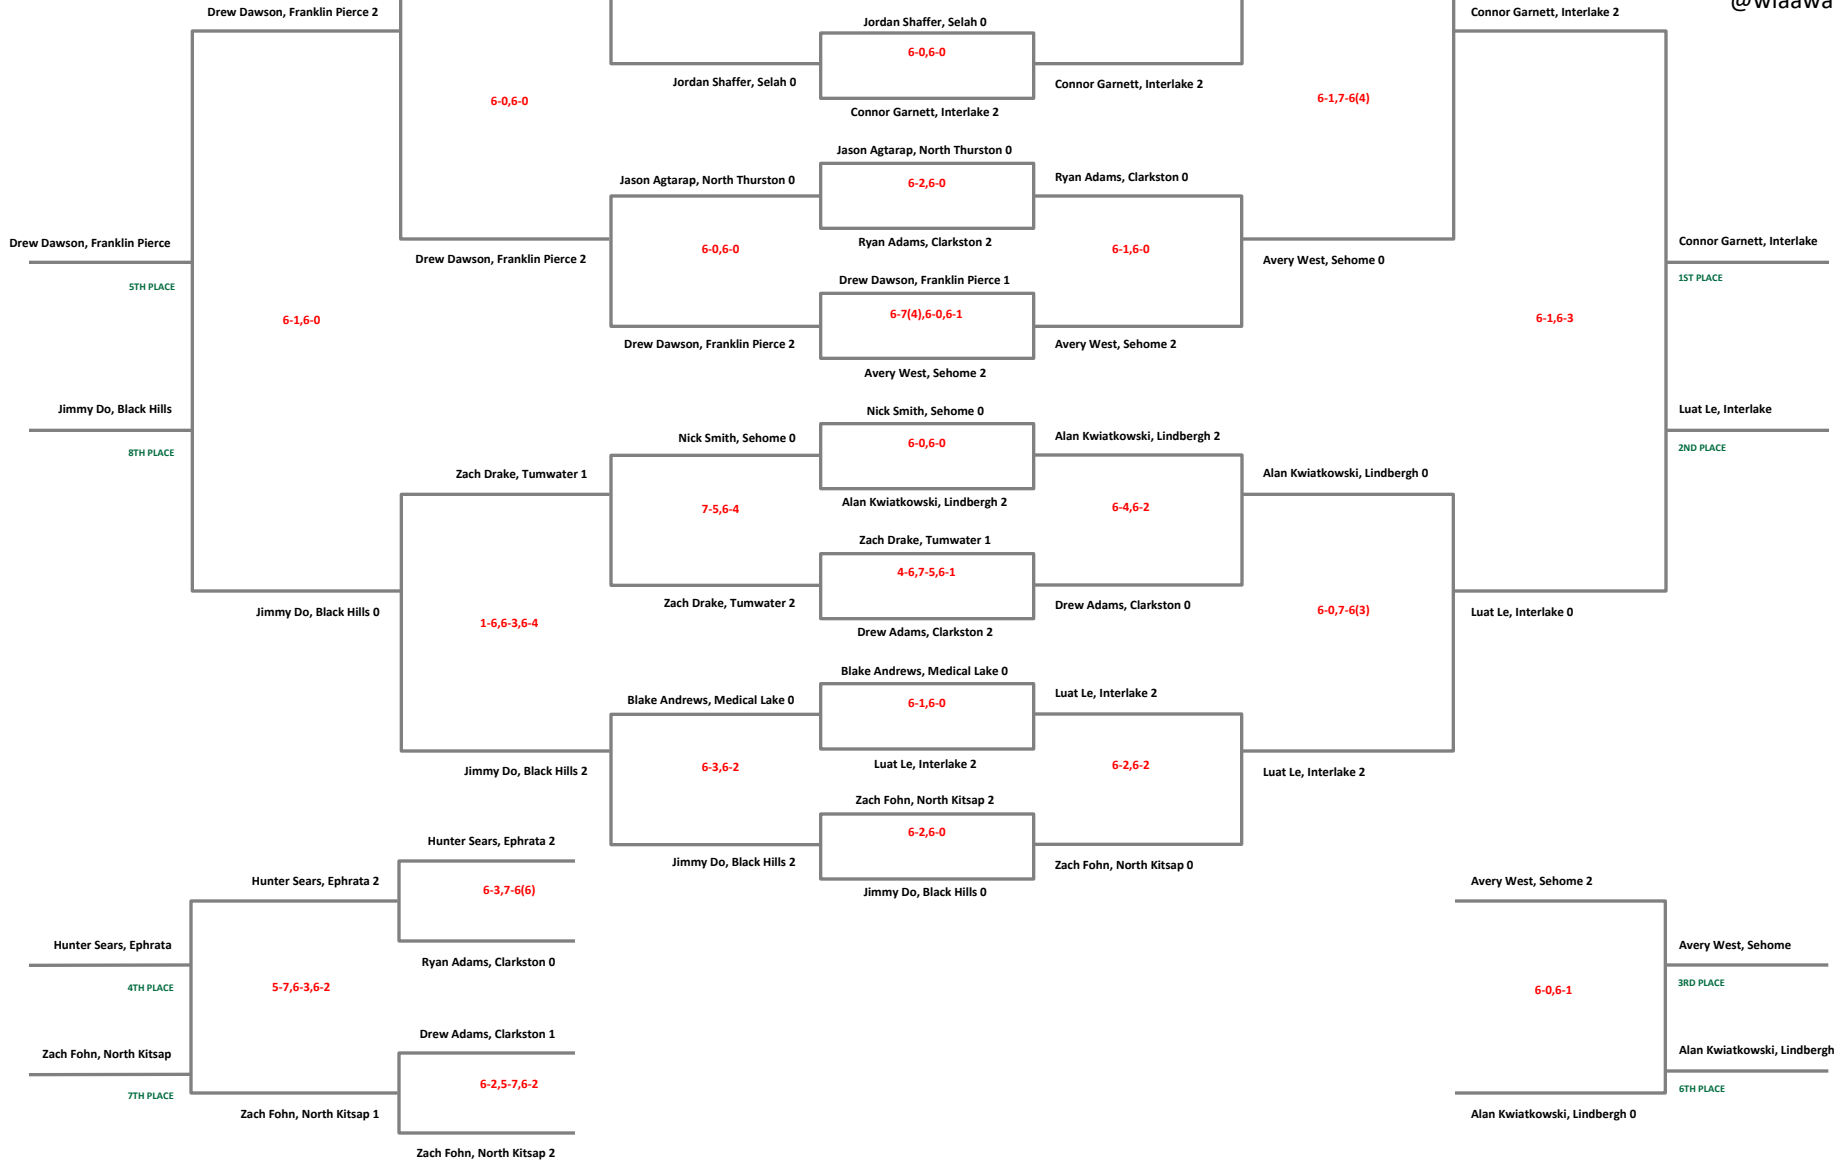 @wiaawa
Drew Dawson, Franklin Pierce 2
Connor Garnett, Interlake 2
Jordan Shaffer, Selah 0
6-0,6-0
Jordan Shaffer, Selah 0
Connor Garnett, Interlake 2
6-0,6-0
6-1,7-6(4)
Connor Garnett, Interlake 2
Jason Agtarap, North Thurston 0
Jason Agtarap, North Thurston 0
6-2,6-0
Ryan Adams, Clarkston 0
Drew Dawson, Franklin Pierce
Ryan Adams, Clarkston 2
Connor Garnett, Interlake
6-0,6-0
6-1,6-0
Drew Dawson, Franklin Pierce 2
Avery West, Sehome 0
5TH PLACE
Drew Dawson, Franklin Pierce 1
1ST PLACE
6-1,6-0
6-7(4),6-0,6-1
6-1,6-3
Drew Dawson, Franklin Pierce 2
Avery West, Sehome 2
Avery West, Sehome 2
Jimmy Do, Black Hills
Nick Smith, Sehome 0
Luat Le, Interlake
Nick Smith, Sehome 0
6-0,6-0
Alan Kwiatkowski, Lindbergh 2
8TH PLACE
2ND PLACE
Zach Drake, Tumwater 1
Alan Kwiatkowski, Lindbergh 0
Alan Kwiatkowski, Lindbergh 2
7-5,6-4
6-4,6-2
Zach Drake, Tumwater 1
4-6,7-5,6-1
Zach Drake, Tumwater 2
Drew Adams, Clarkston 0
Jimmy Do, Black Hills 0
1-6,6-3,6-4
6-0,7-6(3)
Luat Le, Interlake 0
Drew Adams, Clarkston 2
Blake Andrews, Medical Lake 0
Blake Andrews, Medical Lake 0
6-1,6-0
Luat Le, Interlake 2
Jimmy Do, Black Hills 2
6-3,6-2
Luat Le, Interlake 2
6-2,6-2
Luat Le, Interlake 2
Zach Fohn, North Kitsap 2
6-2,6-0
Hunter Sears, Ephrata 2
Jimmy Do, Black Hills 2
Zach Fohn, North Kitsap 0
Hunter Sears, Ephrata 2
6-3,7-6(6)
Jimmy Do, Black Hills 0
Avery West, Sehome 2
Hunter Sears, Ephrata
Ryan Adams, Clarkston 0
Avery West, Sehome
4TH PLACE
5-7,6-3,6-2
6-0,6-1
3RD PLACE
Drew Adams, Clarkston 1
Zach Fohn, North Kitsap
Alan Kwiatkowski, Lindbergh
6-2,5-7,6-2
7TH PLACE
6TH PLACE
Zach Fohn, North Kitsap 1
Alan Kwiatkowski, Lindbergh 0
Zach Fohn, North Kitsap 2